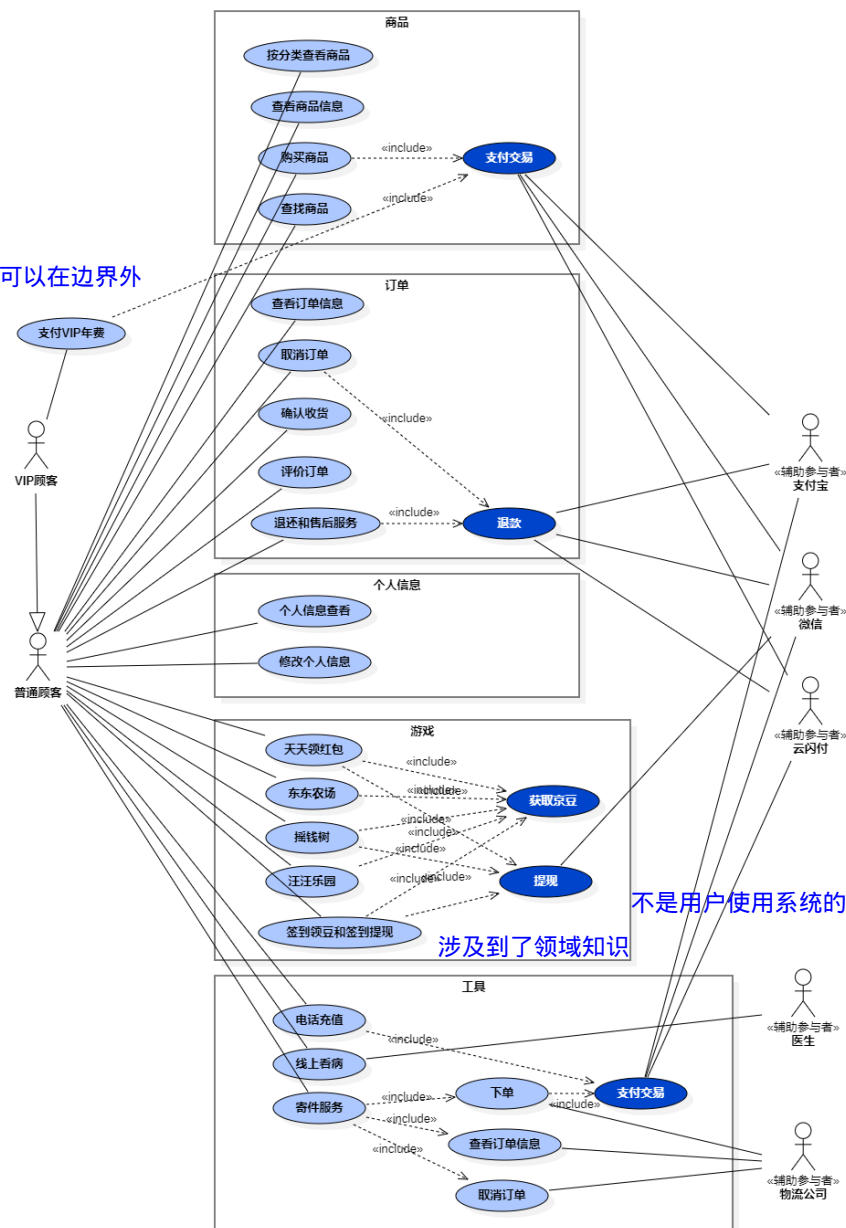 商品
按分类查看商品
查看商品信息
购买商品
«include»
支付交易
«include»
查找商品
可以在边界外
订单
查看订单信息
支付VIP年费
取消订单
确认收货
«include»
VIP顾客
评价订单
«辅助参与者»
支付宝
退还和售后服务
«include»
退款
个人信息
个人信息查看
«辅助参与者»
微信
普通顾客
修改个人信息
游戏
天天领红包
«include»
«辅助参与者»
云闪付
东东农场
«include»
«include»
获取京豆
摇钱树
«include»
«include»
汪汪乐园
«include»
«include»
提现
不是用户使用系统的
签到领豆和签到提现
涉及到了领域知识
工具
电话充值
«include»
«辅助参与者»
医生
线上看病
寄件服务
«include»
下单
«include»
支付交易
«include»
查看订单信息
«include»
取消订单
«辅助参与者»
物流公司